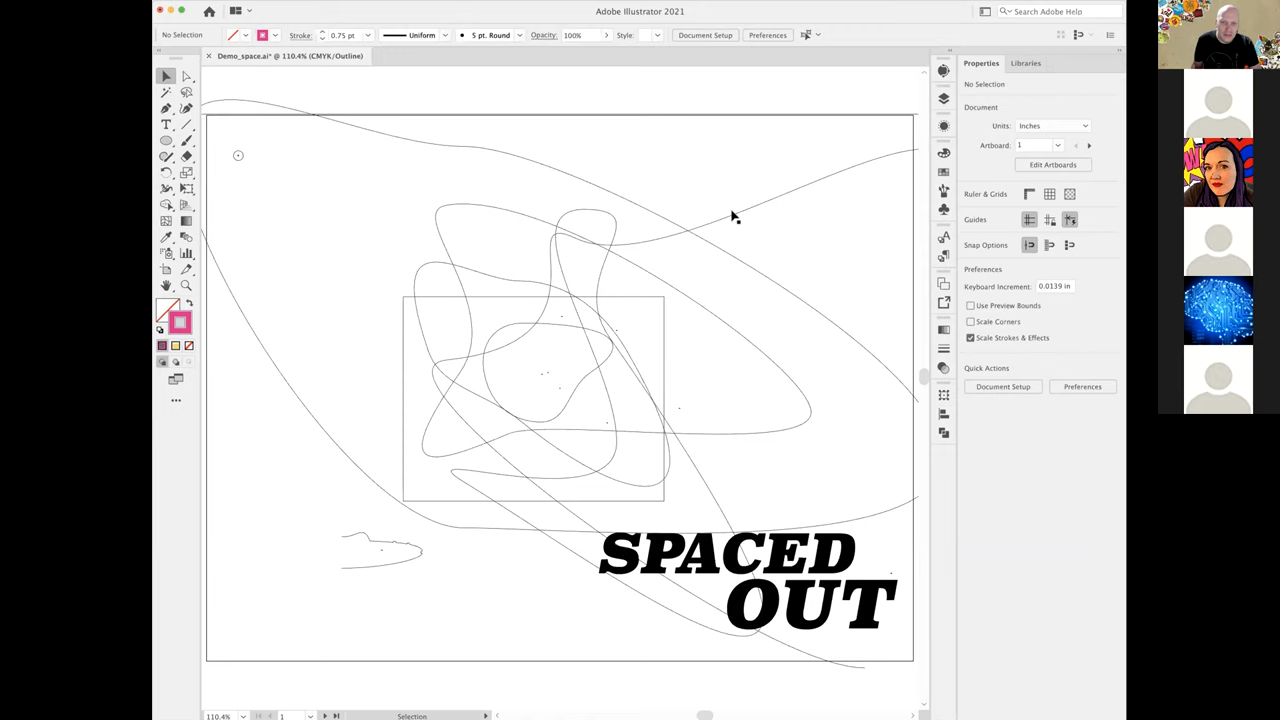 Adobe Illustrator 2021
Search Adobe Help
No Selection
Stroke:
0.75 pt
Uniform
5 pt. Round
Opacity:
100%
Style:
Document Setup
Preferences
Demo_space.ai* @ 110.4% (CMYK/Outline)
Properties
Libraries
No Selection
Document
Units:
Inches
Artboard:
1
Edit Artboards
Ruler & Grids
Guides
Snap Options
Preferences
Keyboard Increment:
0.0139 in
Use Preview Bounds
Scale Corners
Scale Strokes & Effects
Quick Actions
Document Setup
Preferences
SPACED
OUT
110.4%
1
Selection